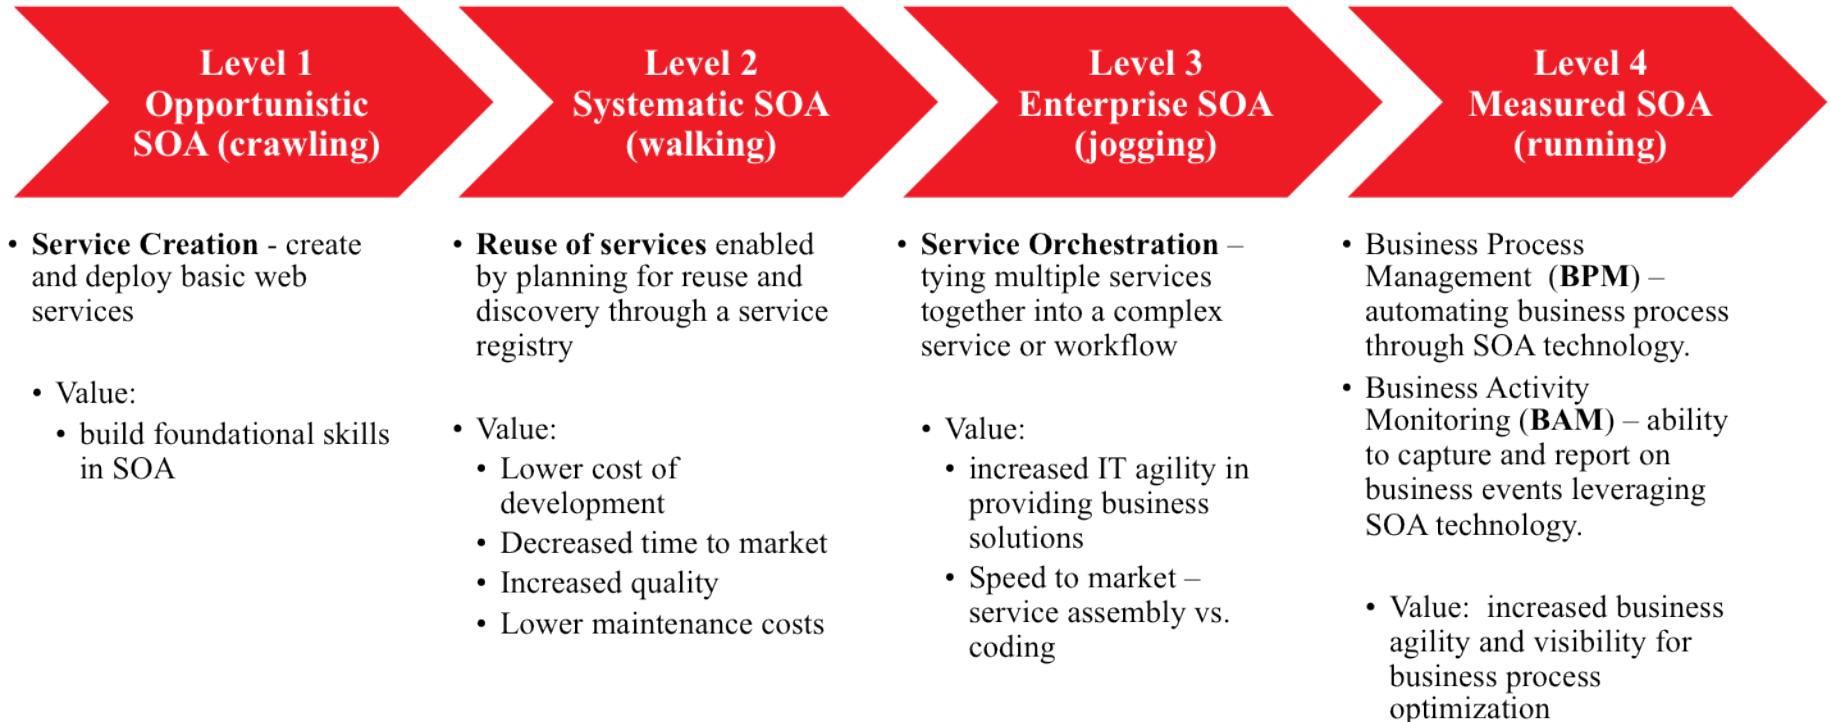 Level 1
Opportunistic
SOA (crawling)
Level 2
Systematic SOA
(walking)
Level 3
Enterprise SOA
(jogging)
Level 4
Measured SOA
(running)
• Service Creation - create
and deploy basic web
services
• Value:
• build foundational skills
in SOA
• Reuse of services enabled
by planning for reuse and
discovery through a service
registry
• Value:
• Lower cost of
development
• Decreased time to market
• Increased quality
• Lower maintenance costs
• Service Orchestration –
tying multiple services
together into a complex
service or workflow
• Value:
• increased IT agility in
providing business
solutions
• Speed to market –
service assembly vs.
coding
• Business Process
Management (BPM) –
automating business process
through SOA technology.
• Business Activity
Monitoring (BAM) – ability
to capture and report on
business events leveraging
SOA technology.
• Value: increased business
agility and visibility for
business process
optimization